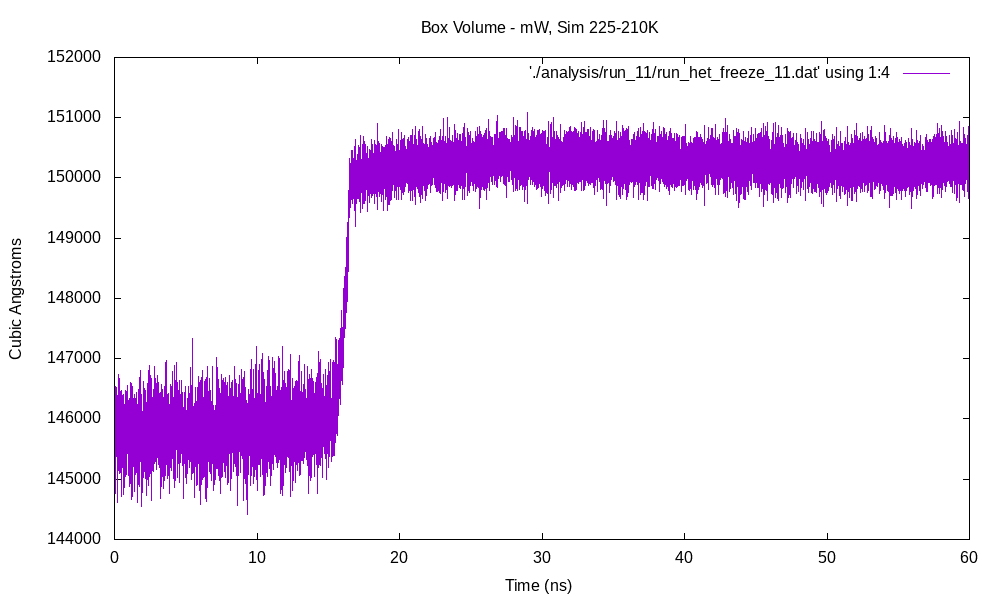 Box Volume - mW, Sim 225-210K
'./analysis/run_11/run_het_freeze_11.dat' using 1:4
152000
151000
150000
149000
148000
147000
146000
145000
144000
Cubic Angstroms
0 10 20 30 40 50 60
Time (ns)